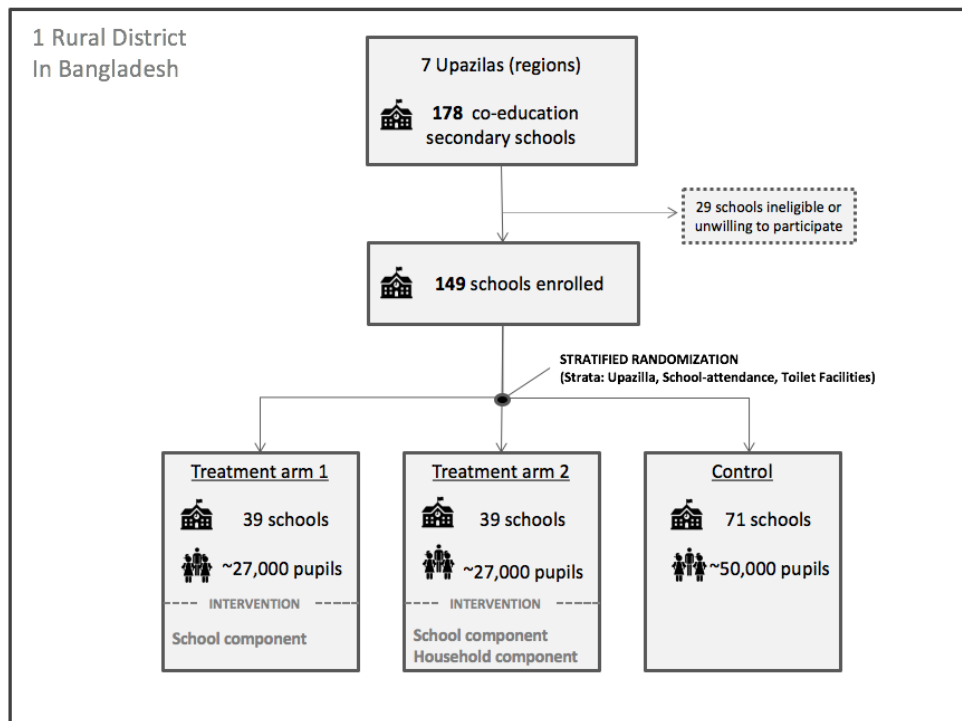 1 Rural District
In Bangladesh
7 Upazilas (regions)
178 co-education
secondary schools
29 schools ineligible or
unwilling to participate
149 schools enrolled
STRATIFIED RANDOMIZATION
(Strata: Upazilla, School-attendance, Toilet Facilities)
Treatment arm 1
39 schools
~27,000 pupils
INTERVENTION
School component
Treatment arm 2
39 schools
~27,000 pupils
INTERVENTION
School component
Household component
Control
71 schools
~50,000 pupils